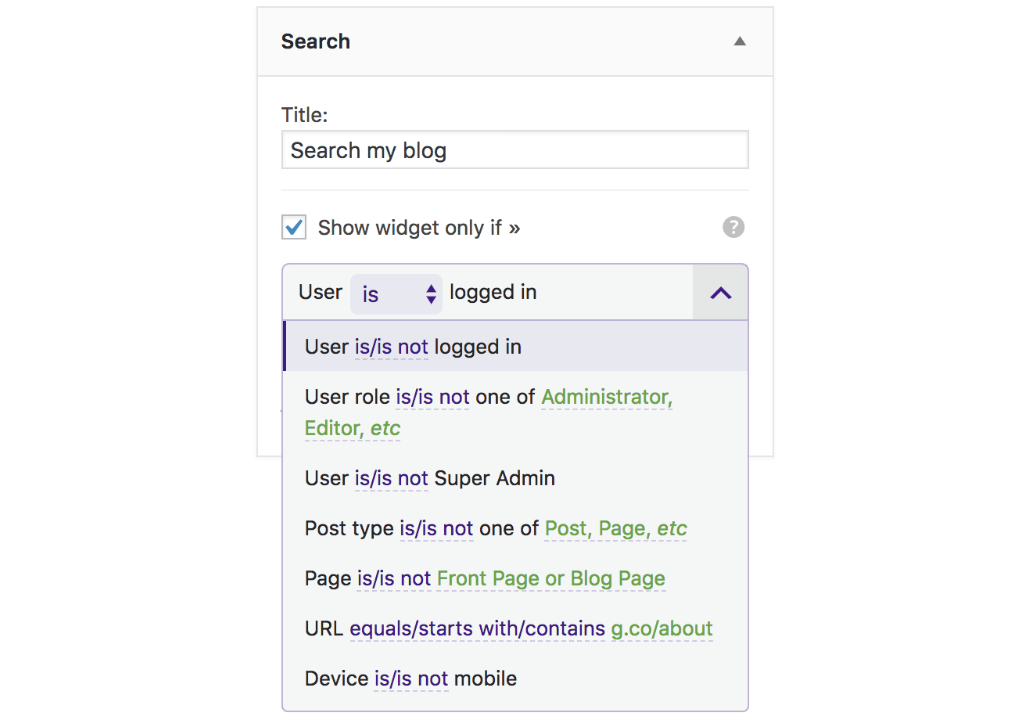 Search
Title:
Search my blog
Show widget only if »
?
User is logged in
User is/is not logged in
User role is/is not one of Administrator,
Editor, etc
User is/is not Super Admin
Post type is/is not one of Post, Page, etc
Page is/is not Front Page or Blog Page
URL equals/starts with/contains g.co/about
Device is/is not mobile